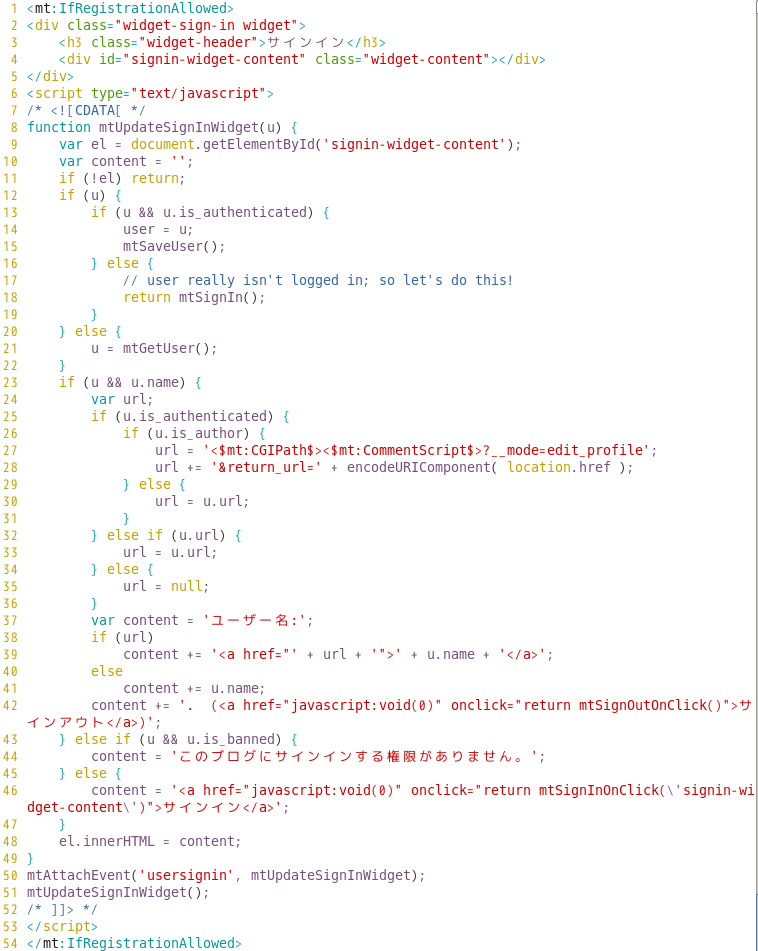 1 <mt:IfRegistrationAllowed>
2 <div class="widget-sign-in widget">
3     <h3 class="widget-header">サインイン</h3>
4     <div id="signin-widget-content" class="widget-content"></div>
5 </div>
6 <script type="text/javascript">
7 /* <![CDATA[ */
8 function mtUpdateSignInWidget(u) {
9     var el = document.getElementById('signin-widget-content');
10     var content = '';
11     if (!el) return;
12     if (u) {
13         if (u && u.is_authenticated) {
14             user = u;
15             mtSaveUser();
16         } else {
17             // user really isn't logged in; so let's do this!
18             return mtSignIn();
19         }
20     } else {
21         u = mtGetUser();
22     }
23     if (u && u.name) {
24         var url;
25         if (u.is_authenticated) {
26             if (u.is_author) {
27                 url = '<$mt:CGIPath$><$mt:CommentScript$>?__mode=edit_profile';
28                 url += '&return_url=' + encodeURIComponent( location.href );
29             } else {
30                 url = u.url;
31             }
32         } else if (u.url) {
33             url = u.url;
34         } else {
35             url = null;
36         }
37         var content = 'ユーザー名:';
38         if (url)
39             content += '<a href="' + url + '">' + u.name + '</a>';
40         else
41             content += u.name;
42         content += '.  (<a href="javascript:void(0)" onclick="return mtSignOutOnClick()">サ
インアウト</a>)';
43     } else if (u && u.is_banned) {
44         content = 'このブログにサインインする権限がありません。';
45     } else {
46         content = '<a href="javascript:void(0)" onclick="return mtSignInOnClick(\'signin-wi
dget-content\')">サインイン</a>';
47     }
48     el.innerHTML = content;
49 }
50 mtAttachEvent('usersignin', mtUpdateSignInWidget);
51 mtUpdateSignInWidget();
52 /* ]]> */
53 </script>
54 </mt:IfRegistrationAllowed>